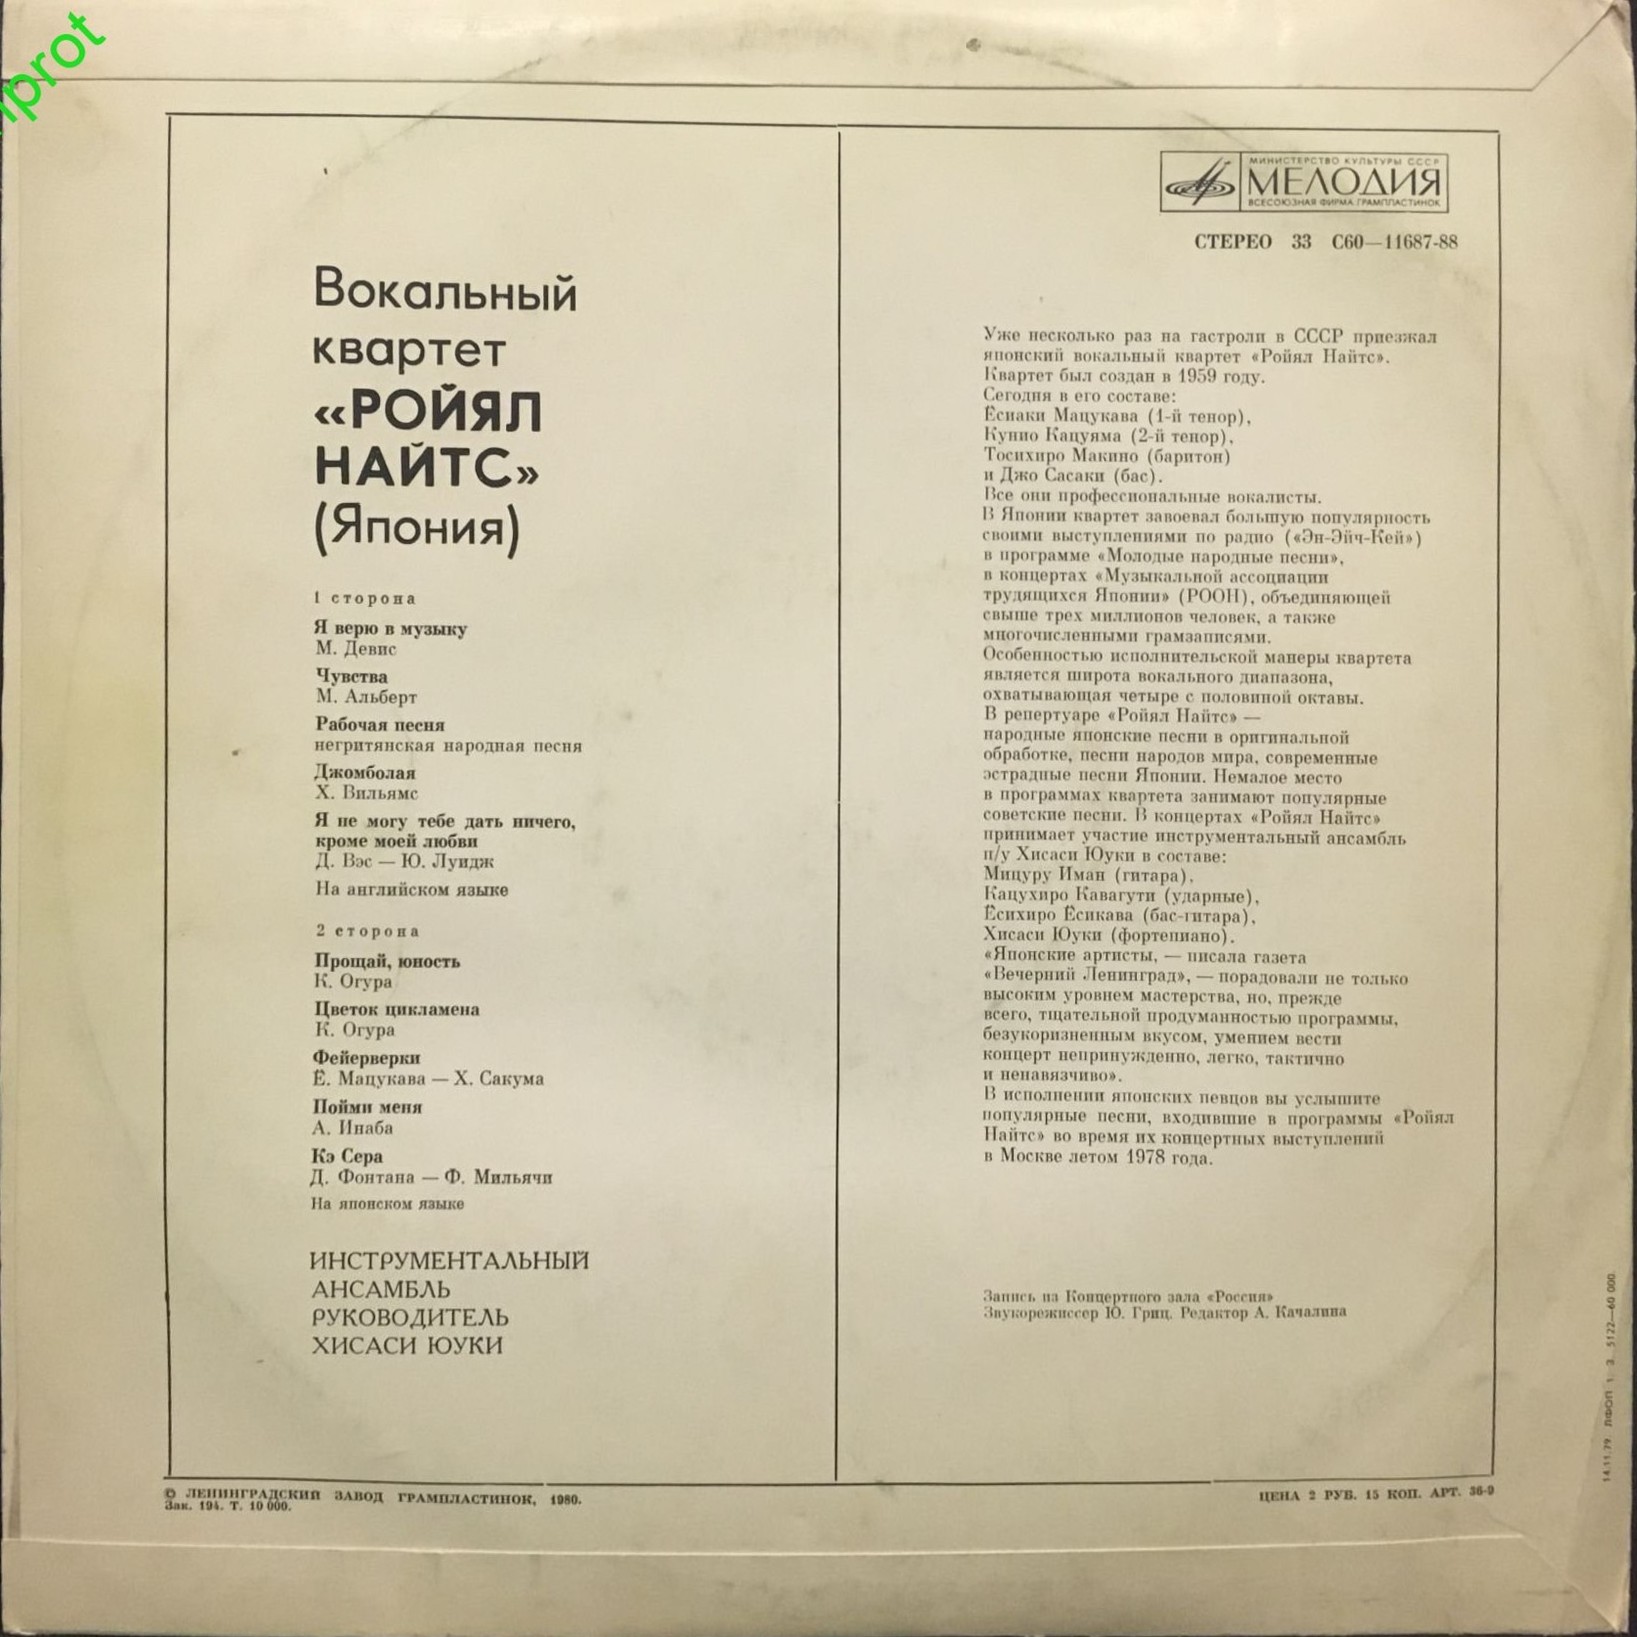 Вокальный
квартет
«РОЙЯЛ
НАЙТС»
(Япония)
1 сторона
Я верю в музыку
М. Девис
Чувства
М. Альберт
Рабочая песня
негритянская народная песня
Джомболая
Х. Вильямс
Я не могу тебе дать ничего,
кроме моей любви
Д. Вэс — Ю. Луидж
На английском языке
2 сторона
Прощай, юность
К. Огура
Цветок цикламена
К. Огура
Фейерверки
Ё. Мацукава — Х. Сакума
Пойми меня
А. Инаба
Кэ Сера
Д. Фонтана — Ф. Мильячи
На японском языке
ИНСТРУМЕНТАЛЬНЫЙ
АНСАМБЛЬ
РУКОВОДИТЕЛЬ
ХИСАСИ ЮУКИ
МИНИСТЕРСТВО КУЛЬТУРЫ СССР
МЕЛОДИЯ
ВСЕСОЮЗНАЯ ФИРМА ГРАМПЛАСТИНОК
СТЕРЕО 33 С60—11687-88
Уже несколько раз на гастроли в СССР приезжал
японский вокальный квартет «Ройял Найтс».
Квартет был создан в 1959 году.
Сегодня в его составе:
Ёсиаки Мацукава (1-й тенор),
Кунио Кацуяма (2-й тенор),
Тосихиро Макино (баритон)
и Джо Сасаки (бас).
Все они профессиональные вокалисты.
В Японии квартет завоевал большую популярность
своими выступлениями по радио («Эн-Эйч-Кей»)
в программе «Молодые народные песни»,
в концертах «Музыкальной ассоциации
трудящихся Японии» (РООН), объединяющей
свыше трех миллионов человек, а также
многочисленными грамзаписями.
Особенностью исполнительской манеры квартета
является широта вокального диапазона,
охватывающая четыре с половиной октавы.
В репертуаре «Ройял Найтс» —
народные японские песни в оригинальной
обработке, песни народов мира, современные
эстрадные песни Японии. Немалое место
в программах квартета занимают популярные
советские песни. В концертах «Ройял Найтс»
принимает участие инструментальный ансамбль
п/у Хисаси Юуки в составе:
Мицуру Иман (гитара),
Кацухиро Кавагути (ударные),
Ёсихиро Ёсикава (бас-гитара),
Хисаси Юуки (фортепиано).
«Японские артисты, — писала газета
«Вечерний Ленинград», — порадовали не только
высоким уровнем мастерства, но, прежде
всего, тщательной продуманностью программы,
безукоризненным вкусом, умением вести
концерт непринужденно, легко, тактично
и ненавязчиво».
В исполнении японских певцов вы услышите
популярные песни, входившие в программы «Ройял
Найтс» во время их концертных выступлений
в Москве летом 1978 года.
Запись из Концертного зала «Россия»
Звукорежиссер Ю. Гриц. Редактор А. Качалина
© ЛЕНИНГРАДСКИЙ ЗАВОД ГРАМПЛАСТИНОК, 1980.
Зак. 194. Т. 10 000.
ЦЕНА 2 РУБ. 15 КОП. АРТ. 36-9
14.11.79. ЛФОП 1. З. 5122—60 000